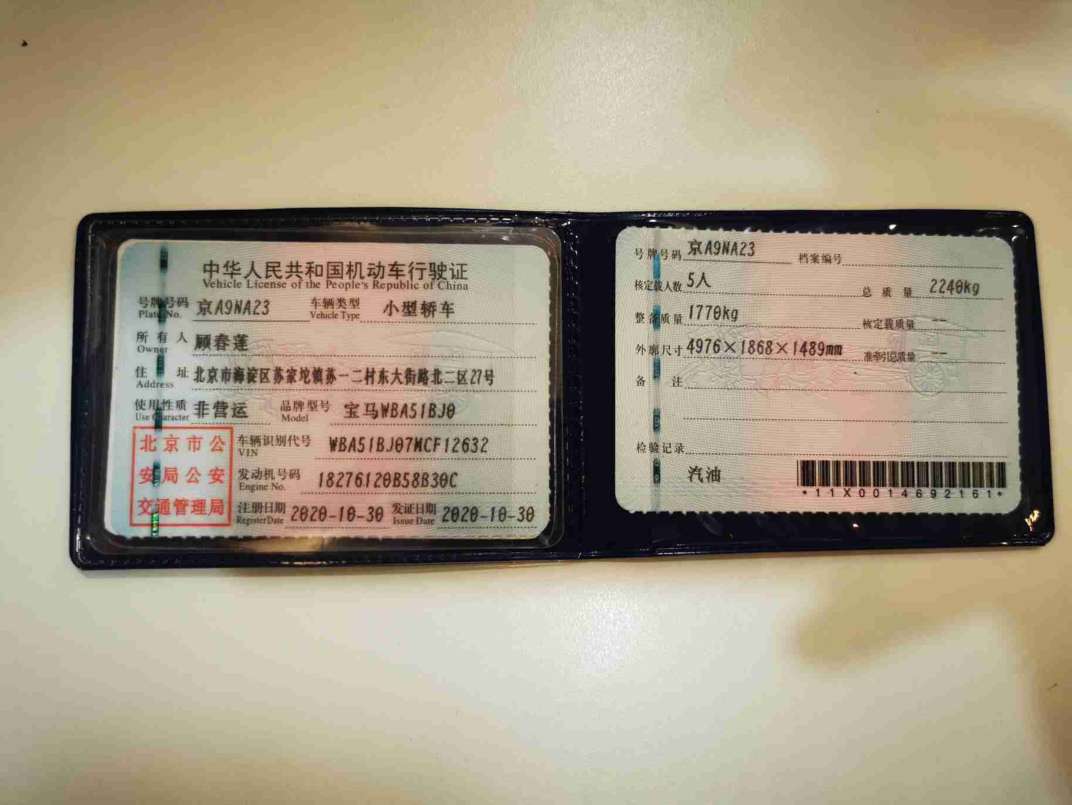 中华人民共和国机动车行驶证
Vehicle License of the People's Republic of China
号牌号码 京A9NA23 车辆类型 小型轿车
Plate No. Vehicle Type
所有人 顾春莲
Owner
住址 北京市海淀区苏家坨镇苏一二村东大街路北二区27号
Address
使用性质 非营运 品牌型号 宝马WBA51BJ0
Use Character Model
北京市公
安局公安
交通管理局
车辆识别代号 WBA51BJ07MCF12632
VIN
发动机号码 18276120B58B30C
Engine No.
注册日期 2020-10-30 发证日期 2020-10-30
Register Date Issue Date
号牌号码 京A9NA23 档案编号
核定载人数 5人 总质量 2240kg
整备质量 1770kg 核定载质量 --
外廓尺寸 4976×1868×1489mm 准牵引总质量 --
备注
检验记录
汽油
*11X0014692161*